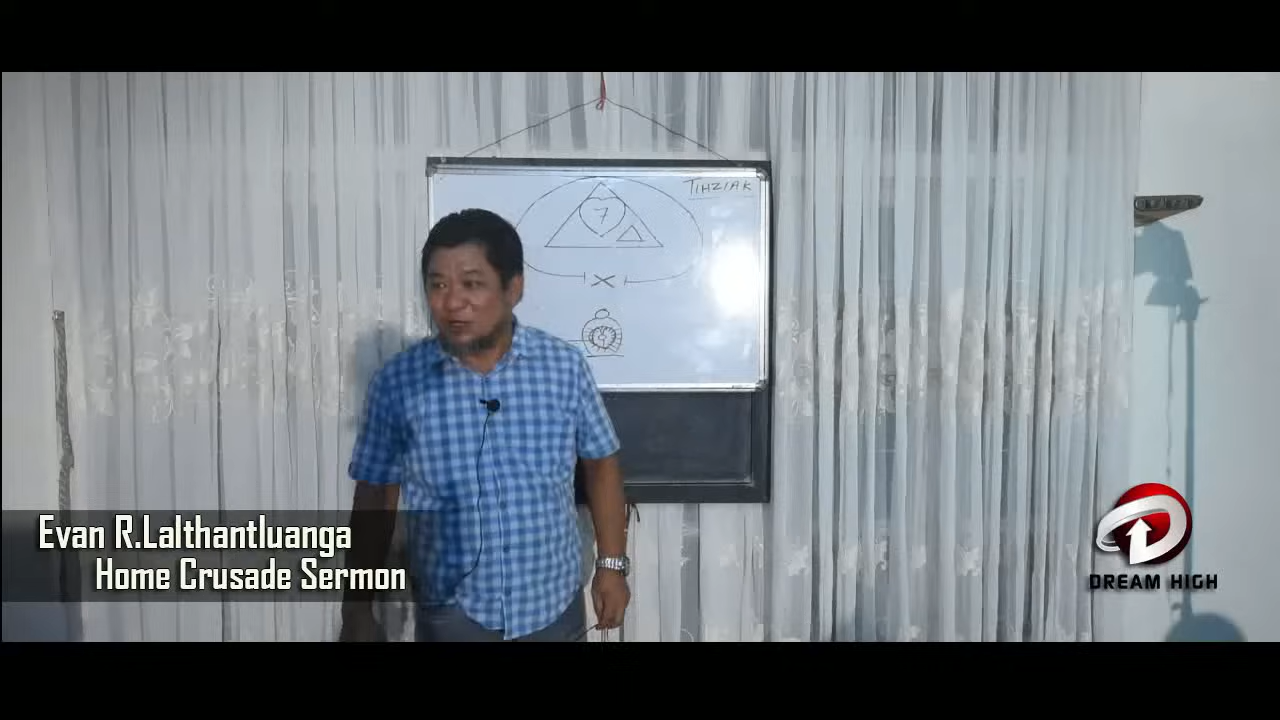 TIHZIAK
7
X
Evan R.Lalthantluanga
Home Crusade Sermon
DREAM HIGH